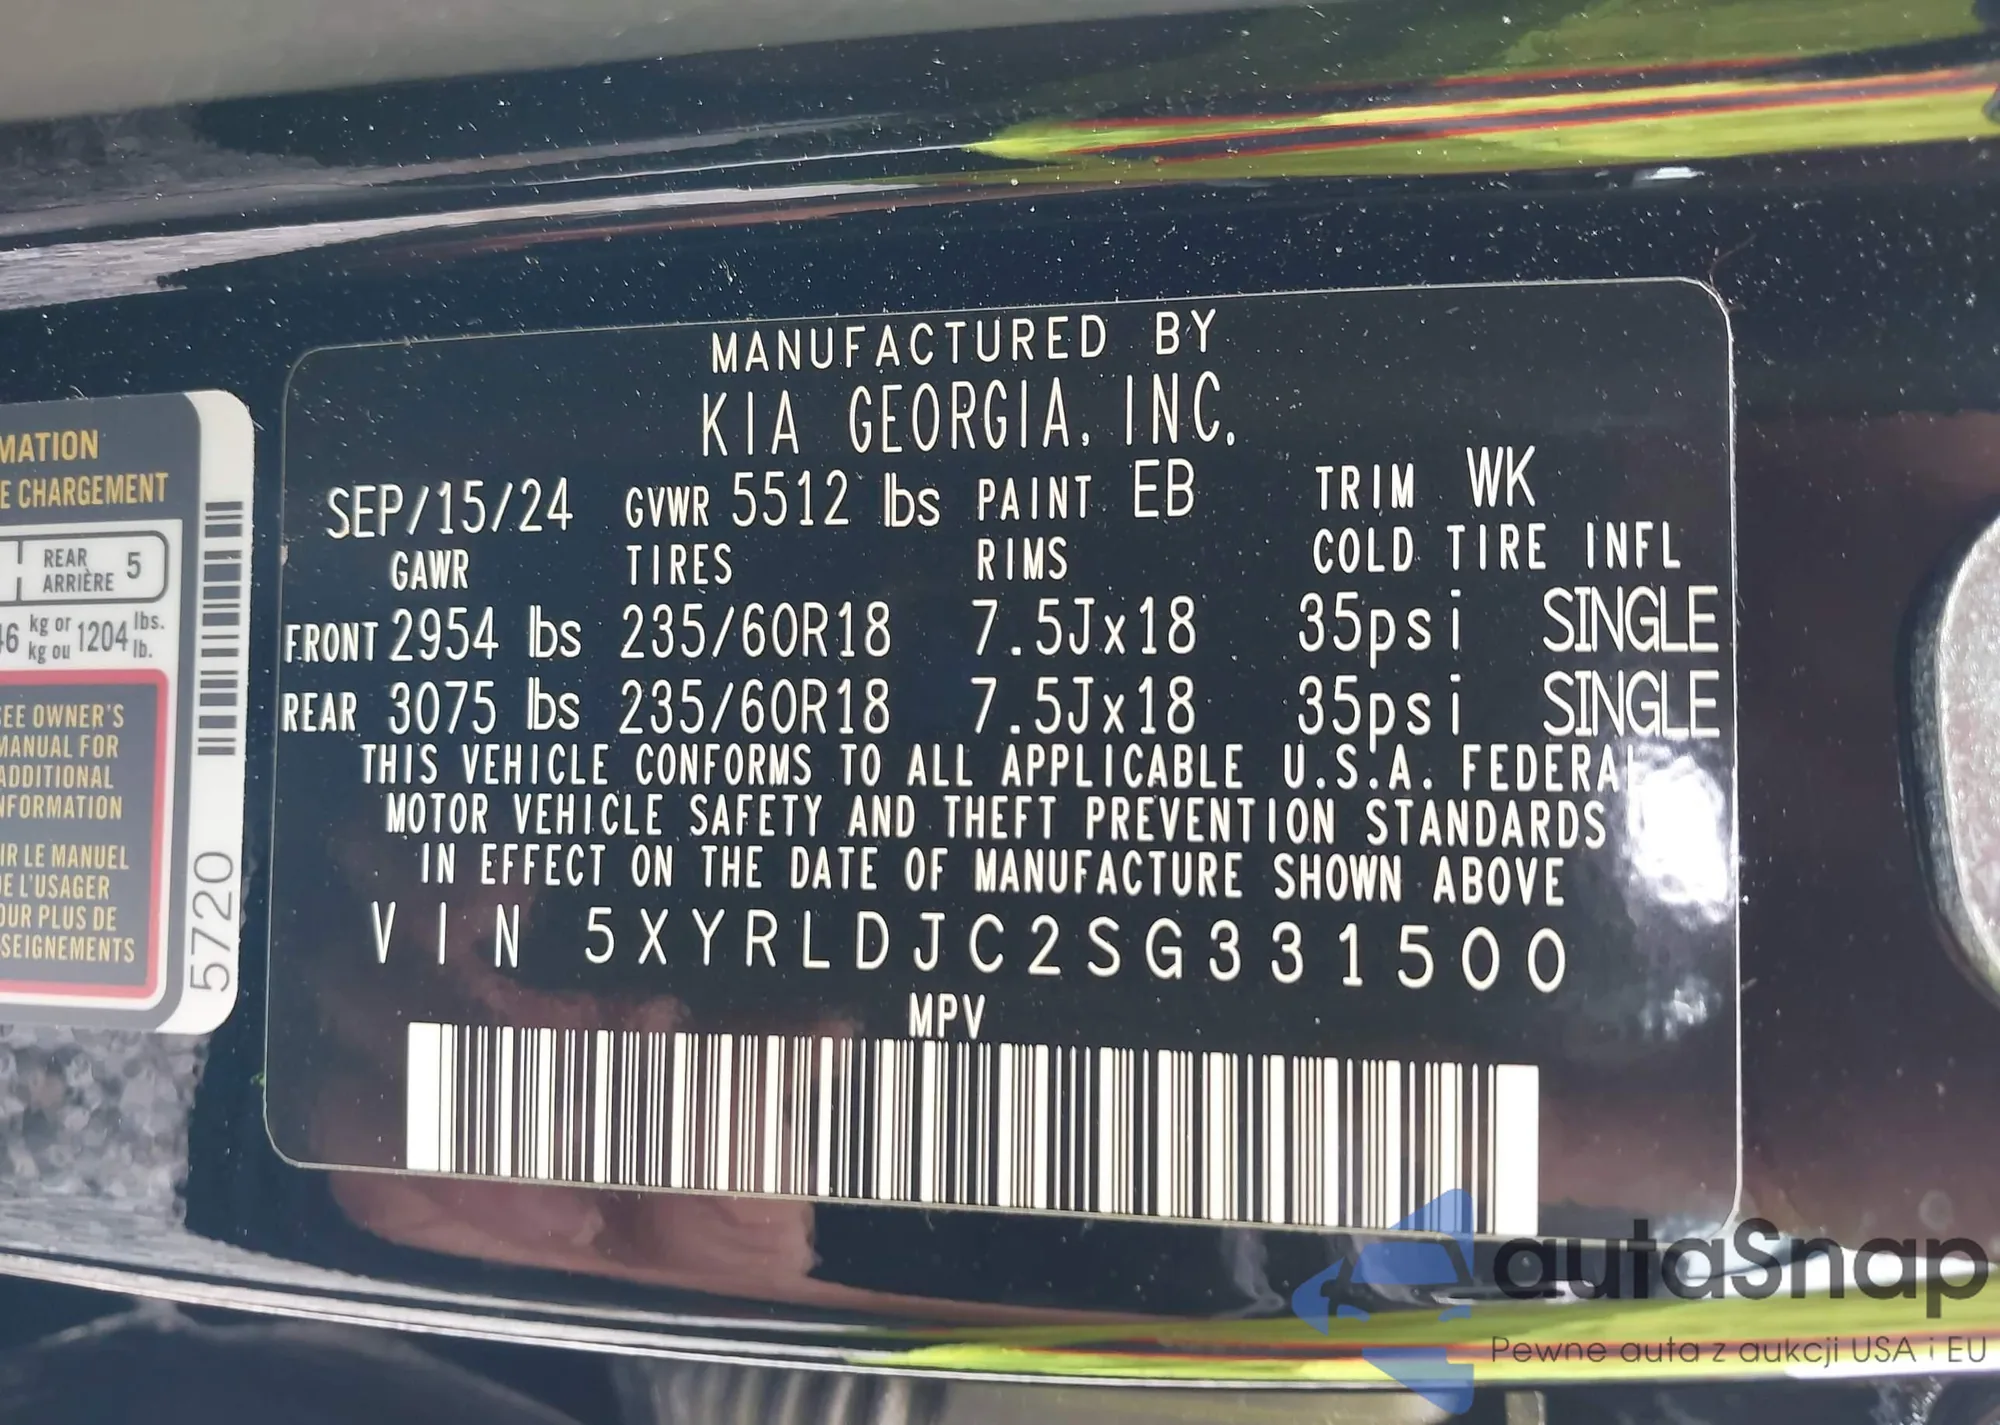 MANUFACTURED BY
KIA GEORGIA, INC.
SEP/15/24 GVWR 5512 lbs PAINT EB TRIM WK
GAWR TIRES RIMS COLD TIRE INFL
FRONT 2954 lbs 235/60R18 7.5Jx18 35psi SINGLE
REAR 3075 lbs 235/60R18 7.5Jx18 35psi SINGLE
THIS VEHICLE CONFORMS TO ALL APPLICABLE U.S.A. FEDERAL
MOTOR VEHICLE SAFETY AND THEFT PREVENTION STANDARDS
IN EFFECT ON THE DATE OF MANUFACTURE SHOWN ABOVE
VIN 5XYRLDJC2SG331500
MPV
MATION
E CHARGEMENT
REAR
ARRIÈRE 5
46 kg or 1204 lbs.
kg ou lb.
SEE OWNER'S
MANUAL FOR
ADDITIONAL
NFORMATION
IR LE MANUEL
DE L'USAGER
OUR PLUS DE
SEIGNEMENTS
5720
autaSnap
Pewne auta z aukcji USA i EU